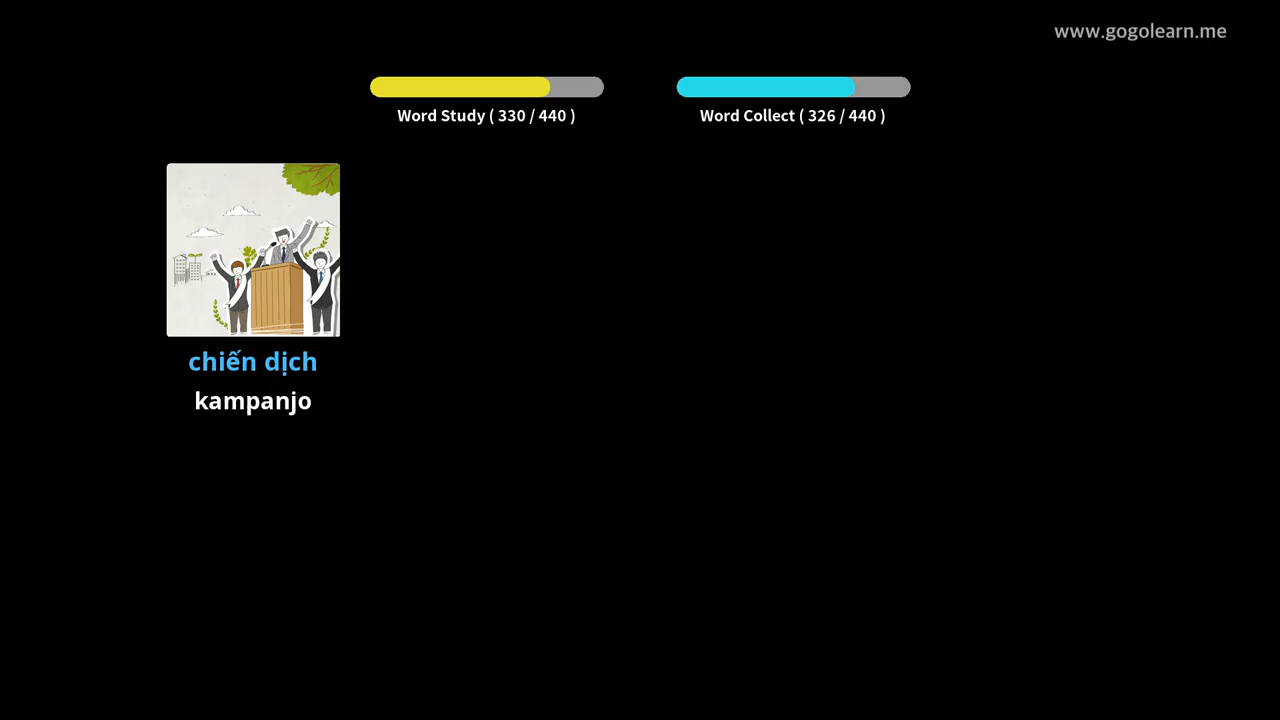 www.gogolearn.me
Word Study ( 330 / 440 )
Word Collect ( 326 / 440 )
chiến dịch
kampanjo